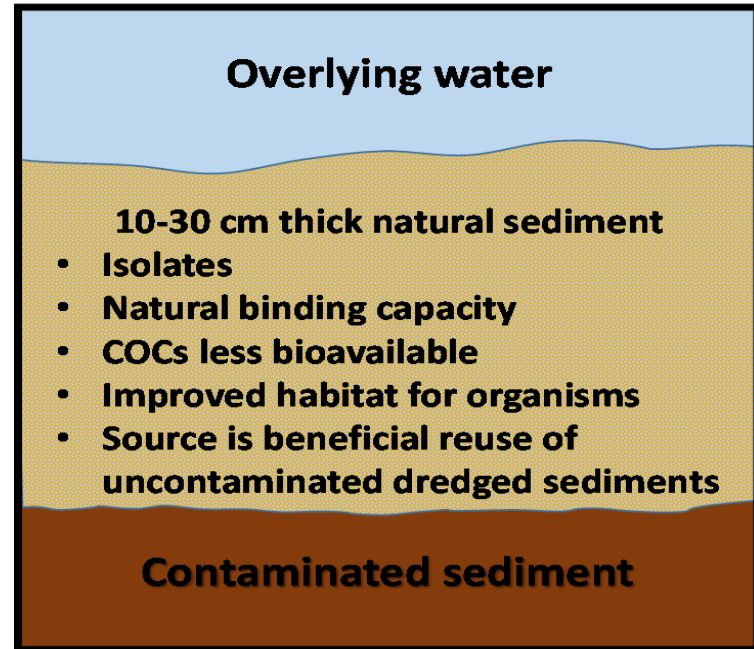 Overlying water
10-30 cm thick natural sediment
• Isolates
• Natural binding capacity
• COCs less bioavailable
• Improved habitat for organisms
• Source is beneficial reuse of
uncontaminated dredged sediments
Contaminated sediment